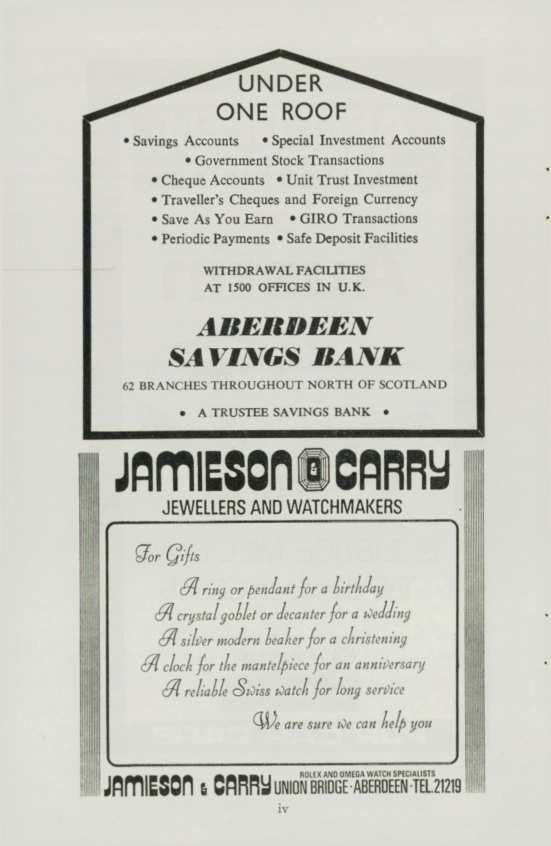 UNDER
ONE ROOF
• Savings Accounts • Special Investment Accounts
• Government Stock Transactions
• Cheque Accounts • Unit Trust Investment
• Traveller's Cheques and Foreign Currency
• Save As You Earn • GIRO Transactions
• Periodic Payments • Safe Deposit Facilities
WITHDRAWAL FACILITIES
AT 1500 OFFICES IN U.K.
ABERDEEN
SAVINGS BANK
62 BRANCHES THROUGHOUT NORTH OF SCOTLAND
• A TRUSTEE SAVINGS BANK •
JAMIESON & CARRY
JEWELLERS AND WATCHMAKERS
For Gifts
A ring or pendant for a birthday
A crystal goblet or decanter for a wedding
A silver modern beaker for a christening
A clock for the mantelpiece for an anniversary
A reliable Swiss watch for long service
We are sure we can help you
JAMIESON & CARRY
ROLEX AND OMEGA WATCH SPECIALISTS
UNION BRIDGE · ABERDEEN · TEL. 21219
iv